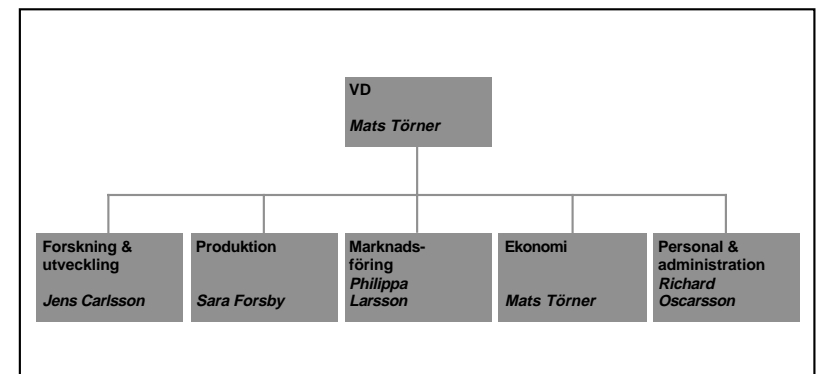 VD
Mats Törner
Forskning &
utveckling
Jens Carlsson
Produktion
Sara Forsby
Marknads-
föring
Philippa
Larsson
Ekonomi
Mats Törner
Personal &
administration
Richard
Oscarsson